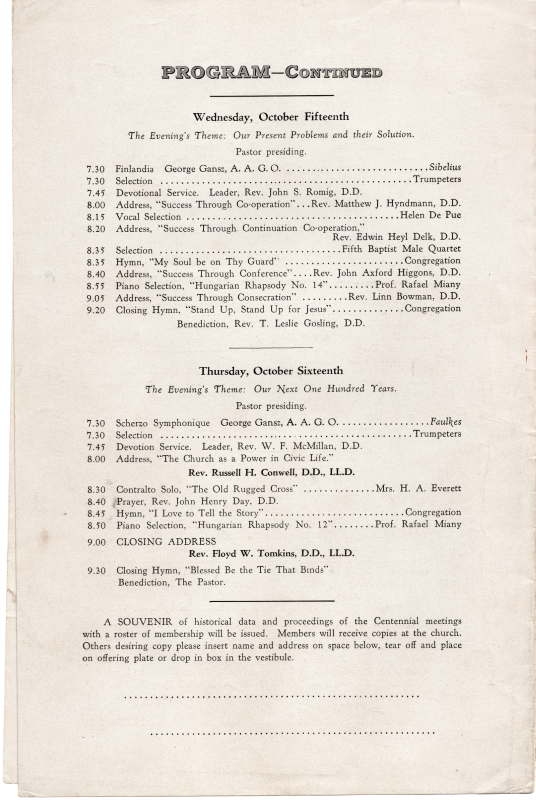 PROGRAM—CONTINUED
Wednesday, October Fifteenth
The Evening's Theme: Our Present Problems and their Solution.
Pastor presiding.
7.30 Finlandia George Gansz, A. A. G. O. ..........................Sibelius
7.30 Selection ..............................................Trumpeters
7.45 Devotional Service. Leader, Rev. John S. Romig, D.D.
8.00 Address, "Success Through Co-operation"...Rev. Matthew J. Hyndmann, D.D.
8.15 Vocal Selection .......................................Helen De Pue
8.20 Address, "Success Through Continuation Co-operation,"
Rev. Edwin Heyl Delk, D.D.
8.35 Selection ..................................Fifth Baptist Male Quartet
8.35 Hymn, "My Soul be on Thy Guard" ......................Congregation
8.40 Address, "Success Through Conference"....Rev. John Axford Higgons, D.D.
8.55 Piano Selection, "Hungarian Rhapsody No. 14".........Prof. Rafael Miany
9.05 Address, "Success Through Consecration" .........Rev. Linn Bowman, D.D.
9.20 Closing Hymn, "Stand Up, Stand Up for Jesus".............Congregation
Benediction, Rev. T. Leslie Gosling, D.D.
Thursday, October Sixteenth
The Evening's Theme: Our Next One Hundred Years.
Pastor presiding.
7.30 Scherzo Symphonique George Gansz, A. A. G. O. ................Faulkes
7.30 Selection ..............................................Trumpeters
7.45 Devotion Service. Leader, Rev. W. F. McMillan, D.D.
8.00 Address, "The Church as a Power in Civic Life."
Rev. Russell H. Conwell, D.D., LL.D.
8.30 Contralto Solo, "The Old Rugged Cross" .............Mrs. H. A. Everett
8.40 Prayer, Rev. John Henry Day, D.D.
8.45 Hymn, "I Love to Tell the Story".........................Congregation
8.50 Piano Selection, "Hungarian Rhapsody No. 12"........Prof. Rafael Miany
9.00 CLOSING ADDRESS
Rev. Floyd W. Tomkins, D.D., LL.D.
9.30 Closing Hymn, "Blessed Be the Tie That Binds"
Benediction, The Pastor.
A SOUVENIR of historical data and proceedings of the Centennial meetings
with a roster of membership will be issued. Members will receive copies at the church.
Others desiring copy please insert name and address on space below, tear off and place
on offering plate or drop in box in the vestibule.